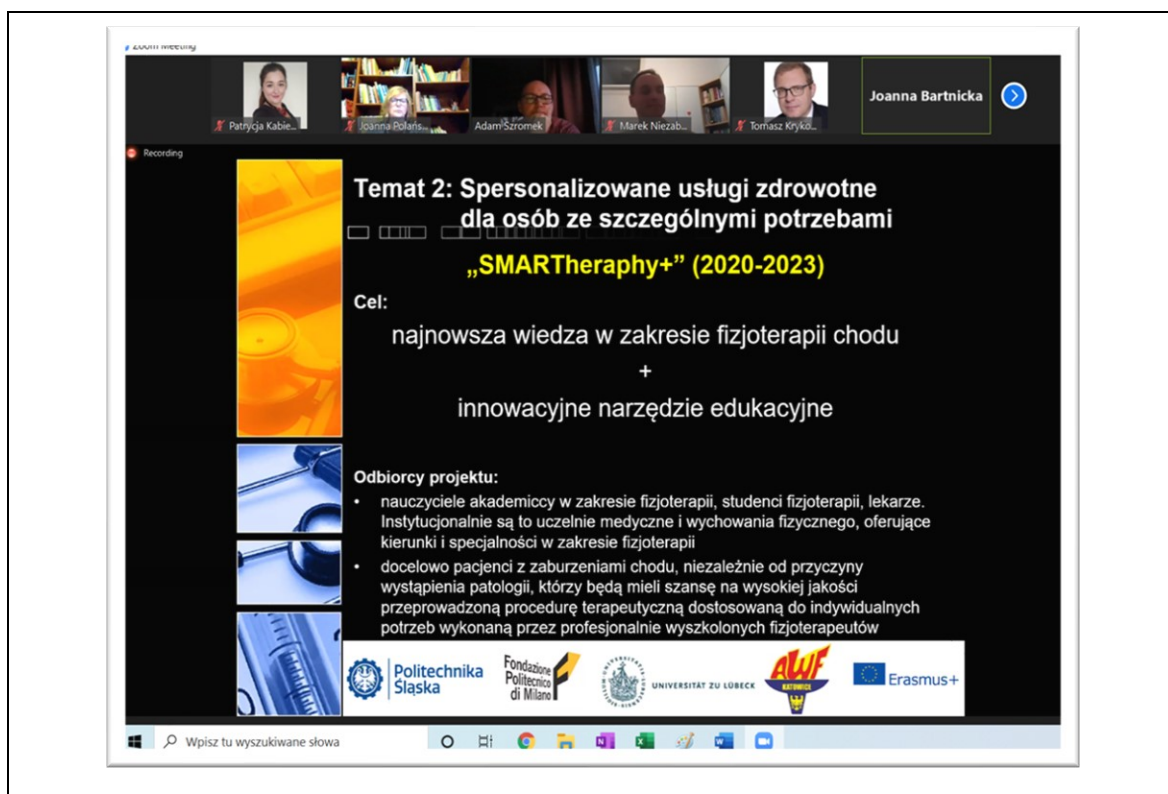 Zoom Meeting
Patrycja Kabie...
Joanna Polańs...
Adam Szromek
Marek Niezab...
Tomasz Kryko...
Joanna Bartnicka
Recording
Temat 2: Spersonalizowane usługi zdrowotne
dla osób ze szczególnymi potrzebami
„SMARTheraphy+” (2020-2023)
Cel:
najnowsza wiedza w zakresie fizjoterapii chodu
+
innowacyjne narzędzie edukacyjne
Odbiorcy projektu:
• nauczyciele akademiccy w zakresie fizjoterapii, studenci fizjoterapii, lekarze.
Instytucjonalnie są to uczelnie medyczne i wychowania fizycznego, oferujące
kierunki i specjalności w zakresie fizjoterapii
• docelowo pacjenci z zaburzeniami chodu, niezależnie od przyczyny
wystąpienia patologii, którzy będą mieli szansę na wysokiej jakości
przeprowadzoną procedurę terapeutyczną dostosowaną do indywidualnych
potrzeb wykonaną przez profesjonalnie wyszkolonych fizjoterapeutów
Politechnika
Śląska
Fondazione
Politecnico
di Milano
UNIVERSITÄT ZU LÜBECK
AWF
KATOWICE
Erasmus+
Wpisz tu wyszukiwane słowa